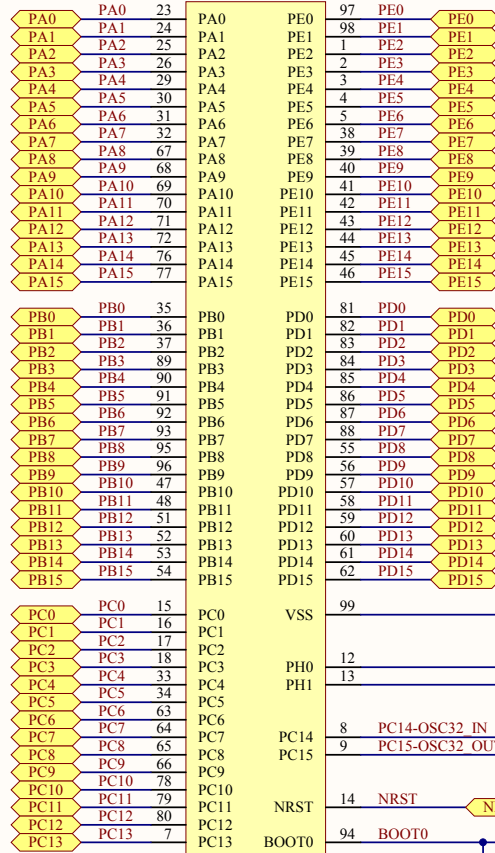 PA0 PA0 23 PA0 PE0 97 PE0 PE0
PA1 PA1 24 PA1 PE1 98 PE1 PE1
PA2 PA2 25 PA2 PE2 1 PE2 PE2
PA3 PA3 26 PA3 PE3 2 PE3 PE3
PA4 PA4 29 PA4 PE4 3 PE4 PE4
PA5 PA5 30 PA5 PE5 4 PE5 PE5
PA6 PA6 31 PA6 PE6 5 PE6 PE6
PA7 PA7 32 PA7 PE7 38 PE7 PE7
PA8 PA8 67 PA8 PE8 39 PE8 PE8
PA9 PA9 68 PA9 PE9 40 PE9 PE9
PA10 PA10 69 PA10 PE10 41 PE10 PE10
PA11 PA11 70 PA11 PE11 42 PE11 PE11
PA12 PA12 71 PA12 PE12 43 PE12 PE12
PA13 PA13 72 PA13 PE13 44 PE13 PE13
PA14 PA14 76 PA14 PE14 45 PE14 PE14
PA15 PA15 77 PA15 PE15 46 PE15 PE15
PB0 PB0 35 PB0 PD0 81 PD0 PD0
PB1 PB1 36 PB1 PD1 82 PD1 PD1
PB2 PB2 37 PB2 PD2 83 PD2 PD2
PB3 PB3 89 PB3 PD3 84 PD3 PD3
PB4 PB4 90 PB4 PD4 85 PD4 PD4
PB5 PB5 91 PB5 PD5 86 PD5 PD5
PB6 PB6 92 PB6 PD6 87 PD6 PD6
PB7 PB7 93 PB7 PD7 88 PD7 PD7
PB8 PB8 95 PB8 PD8 55 PD8 PD8
PB9 PB9 96 PB9 PD9 56 PD9 PD9
PB10 PB10 47 PB10 PD10 57 PD10 PD10
PB11 PB11 48 PB11 PD11 58 PD11 PD11
PB12 PB12 51 PB12 PD12 59 PD12 PD12
PB13 PB13 52 PB13 PD13 60 PD13 PD13
PB14 PB14 53 PB14 PD14 61 PD14 PD14
PB15 PB15 54 PB15 PD15 62 PD15 PD15
PC0 PC0 15 PC0 VSS 99
PC1 PC1 16 PC1
PC2 PC2 17 PC2
PC3 PC3 18 PC3 PH0 12
PC4 PC4 33 PC4 PH1 13
PC5 PC5 34 PC5
PC6 PC6 63 PC6
PC7 PC7 64 PC7 PC14 8 PC14-OSC32_IN
PC8 PC8 65 PC8 PC15 9 PC15-OSC32_OU
PC9 PC9 66 PC9
PC10 PC10 78 PC10
PC11 PC11 79 PC11 NRST 14 NRST N
PC12 PC12 80 PC12
PC13 PC13 7 PC13 BOOT0 94 BOOT0